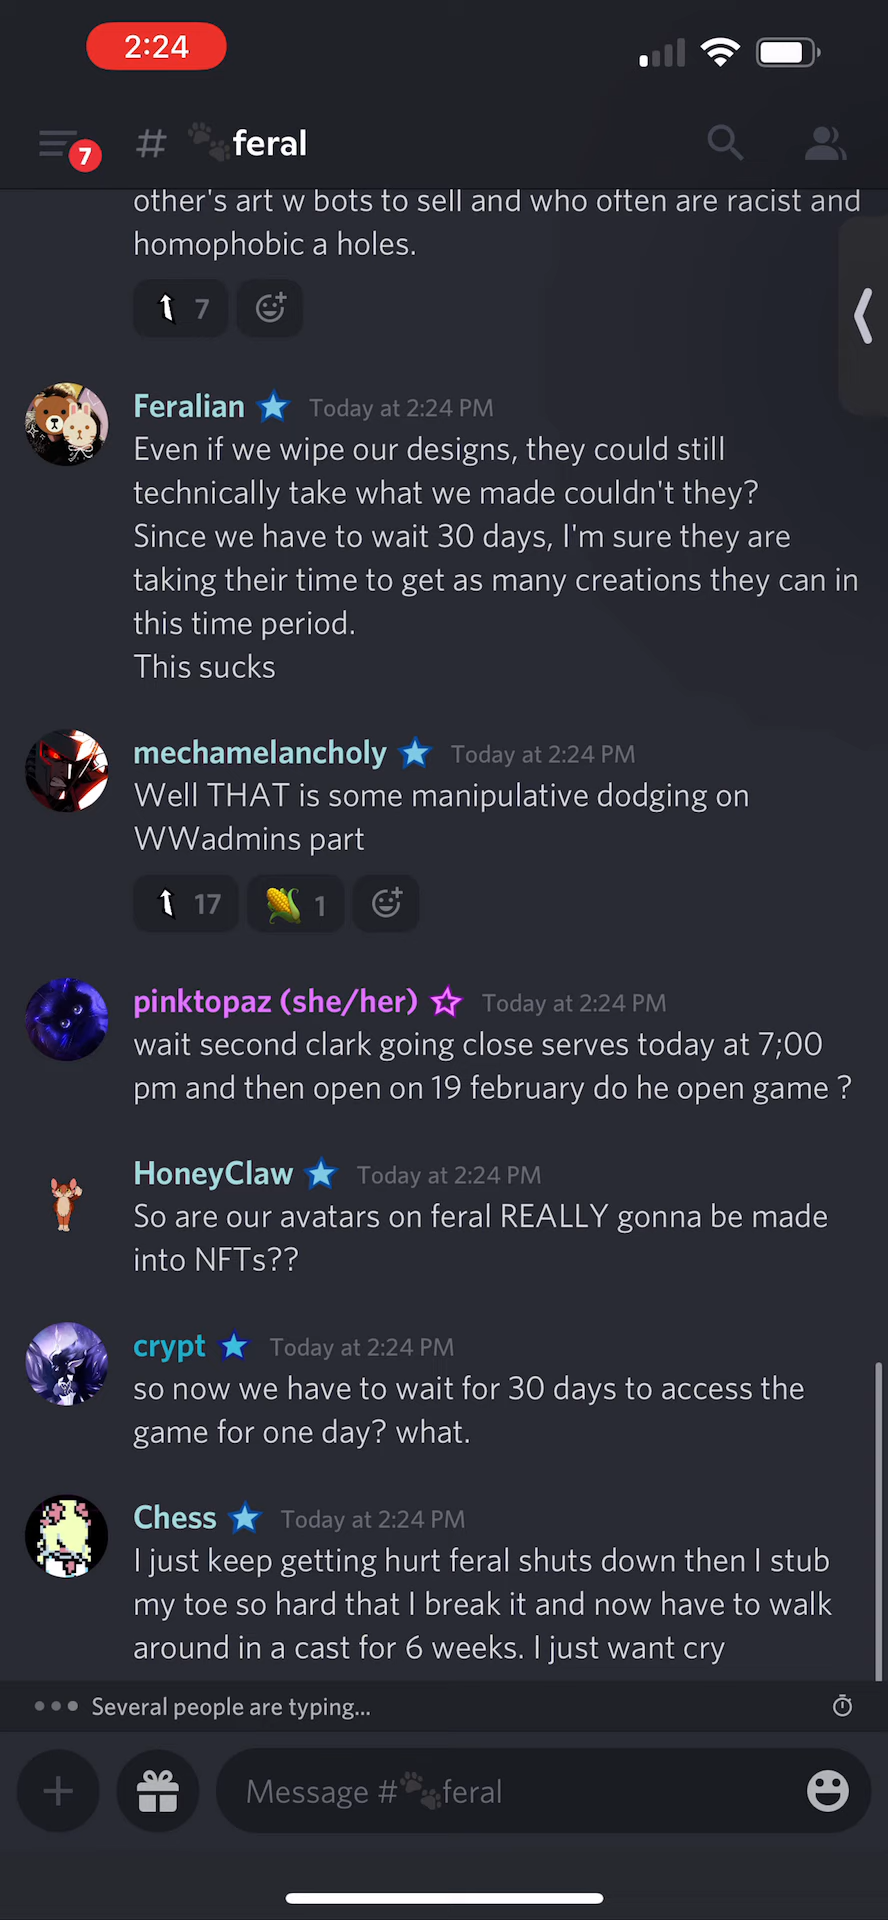 2:24
7
# feral
other's art w bots to sell and who often are racist and
homophobic a holes.
7
Feralian Today at 2:24 PM
Even if we wipe our designs, they could still
technically take what we made couldn't they?
Since we have to wait 30 days, I'm sure they are
taking their time to get as many creations they can in
this time period.
This sucks
mechamelancholy Today at 2:24 PM
Well THAT is some manipulative dodging on
WWadmins part
17 1
pinktopaz (she/her) Today at 2:24 PM
wait second clark going close serves today at 7;00
pm and then open on 19 february do he open game ?
HoneyClaw Today at 2:24 PM
So are our avatars on feral REALLY gonna be made
into NFTs??
crypt Today at 2:24 PM
so now we have to wait for 30 days to access the
game for one day? what.
Chess Today at 2:24 PM
I just keep getting hurt feral shuts down then I stub
my toe so hard that I break it and now have to walk
around in a cast for 6 weeks. I just want cry
Several people are typing...
Message #🐾feral